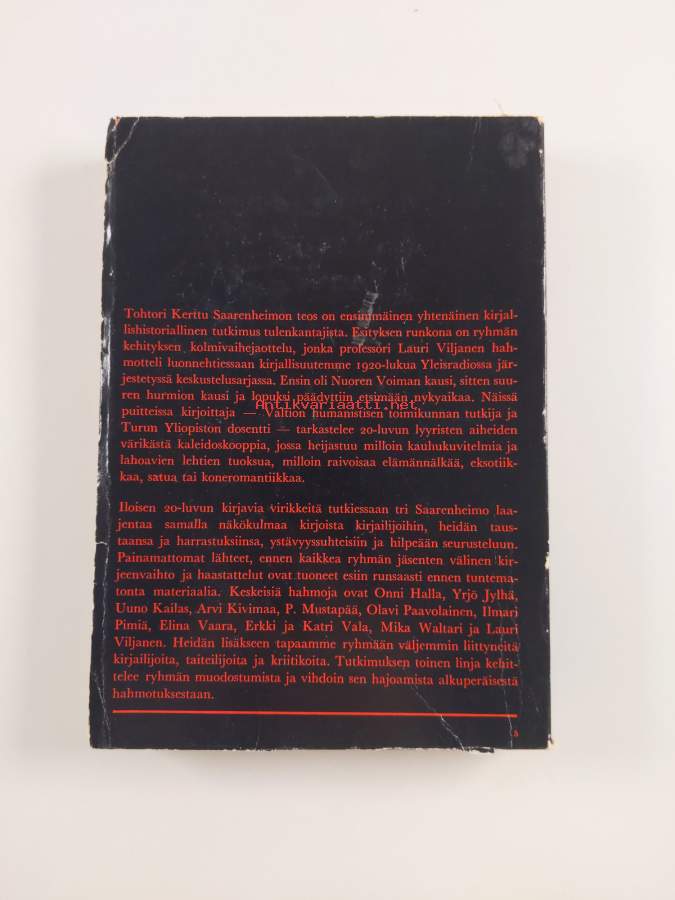 Tohtori Kerttu Saarenheimon teos on ensimmäinen yhtenäinen kirjal-
lishistoriallinen tutkimus tulenkantajista. Esityksen runkona on ryhmän
kehityksen kolmivaihejaottelu, jonka professori Lauri Viljanen hah-
motteli luonnehtiessaan kirjallisuutemme 1920-lukua Yleisradiossa jär-
jestetyssä keskustelusarjassa. Ensin oli Nuoren Voiman kausi, sitten suu-
ren hurmion kausi ja lopuksi päädyttiin etsimään nykyaikaa. Näissä
Antikvariaatti.net
puitteissa kirjoittaja — Valtion humanistisen toimikunnan tutkija ja
Turun Yliopiston dosentti — tarkastelee 20-luvun lyyristen aiheiden
värikästä kaleidoskooppia, jossa heijastuu milloin kauhukuvitelmia ja
lahoavien lehtien tuoksua, milloin raivoisaa elämännälkää, eksotiik-
kaa, satua tai koneromantiikkaa.
Iloisen 20-luvun kirjavia virikkeitä tutkiessaan tri Saarenheimo laa-
jentaa samalla näkökulmaa kirjoista kirjailijoihin, heidän taus-
taansa ja harrastuksiinsa, ystävyyssuhteisiin ja hilpeään seurusteluun.
Painamattomat lähteet, ennen kaikkea ryhmän jäsenten välinen kir-
jeenvaihto ja haastattelut ovat tuoneet esiin runsaasti ennen tuntema-
tonta materiaalia. Keskeisiä hahmoja ovat Onni Halla, Yrjö Jylhä,
Uuno Kailas, Arvi Kivimaa, P. Mustapää, Olavi Paavolainen, Ilmari
Pimiä, Elina Vaara, Erkki ja Katri Vala, Mika Waltari ja Lauri
Viljanen. Heidän lisäkseen tapaamme ryhmään väljemmin liittyneitä
kirjailijoita, taiteilijoita ja kriitikoita. Tutkimuksen toinen linja kehit-
telee ryhmän muodostumista ja vihdoin sen hajoamista alkuperäisestä
hahmotuksestaan.